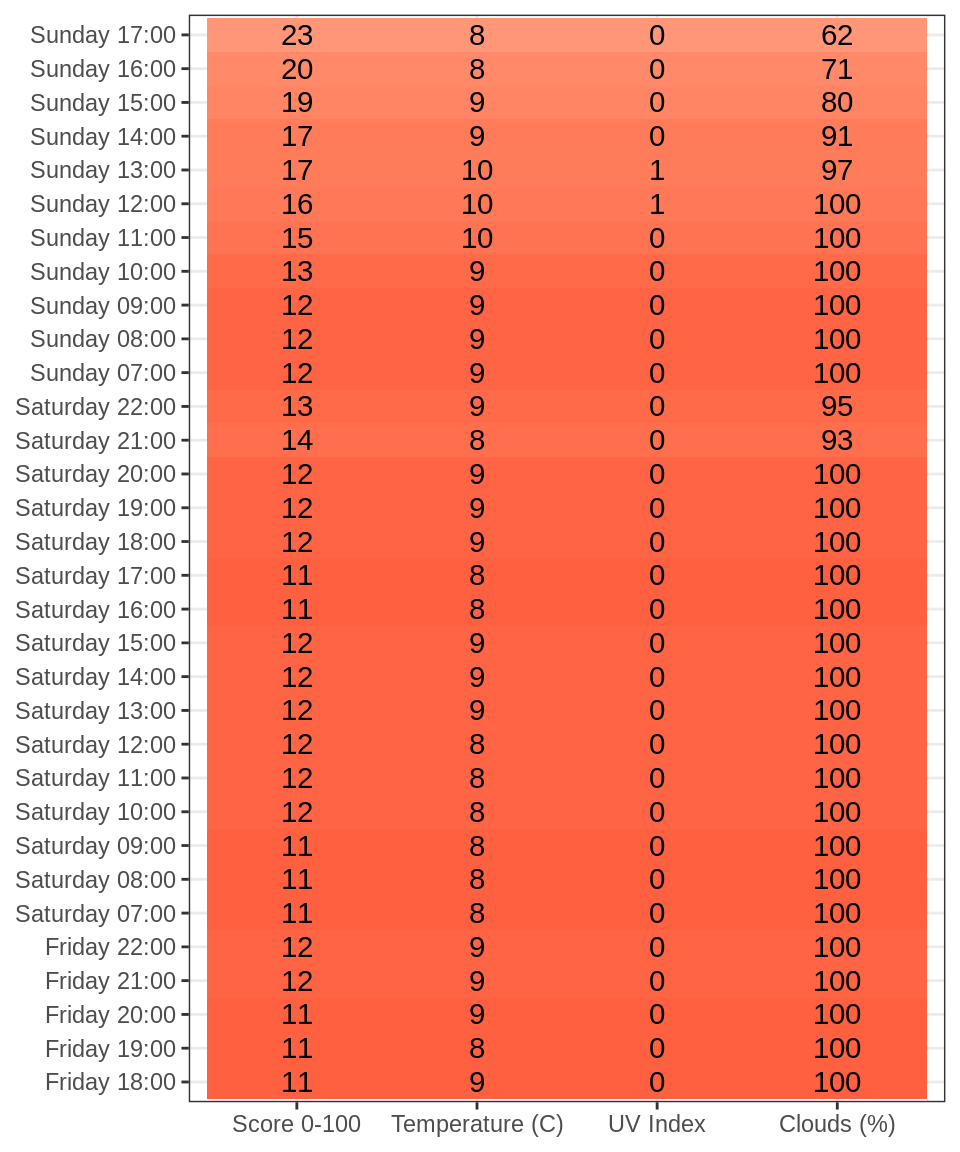 Sunday 17:00 23 8 0 62
Sunday 16:00 20 8 0 71
Sunday 15:00 19 9 0 80
Sunday 14:00 17 9 0 91
Sunday 13:00 17 10 1 97
Sunday 12:00 16 10 1 100
Sunday 11:00 15 10 0 100
Sunday 10:00 13 9 0 100
Sunday 09:00 12 9 0 100
Sunday 08:00 12 9 0 100
Sunday 07:00 12 9 0 100
Saturday 22:00 13 9 0 95
Saturday 21:00 14 8 0 93
Saturday 20:00 12 9 0 100
Saturday 19:00 12 9 0 100
Saturday 18:00 12 9 0 100
Saturday 17:00 11 8 0 100
Saturday 16:00 11 8 0 100
Saturday 15:00 12 9 0 100
Saturday 14:00 12 9 0 100
Saturday 13:00 12 9 0 100
Saturday 12:00 12 8 0 100
Saturday 11:00 12 8 0 100
Saturday 10:00 12 8 0 100
Saturday 09:00 11 8 0 100
Saturday 08:00 11 8 0 100
Saturday 07:00 11 8 0 100
Friday 22:00 12 9 0 100
Friday 21:00 12 9 0 100
Friday 20:00 11 9 0 100
Friday 19:00 11 8 0 100
Friday 18:00 11 9 0 100
Score 0-100 Temperature (C) UV Index Clouds (%)